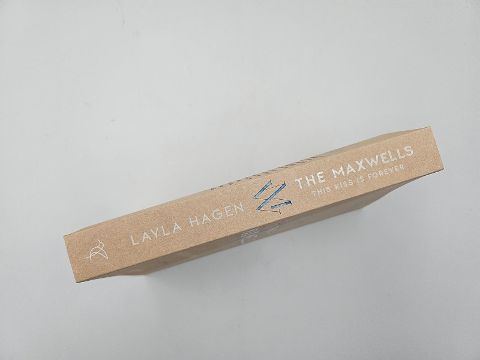 LAYLA HAGEN
THE MAXWELLS
THIS KISS IS FOREVER